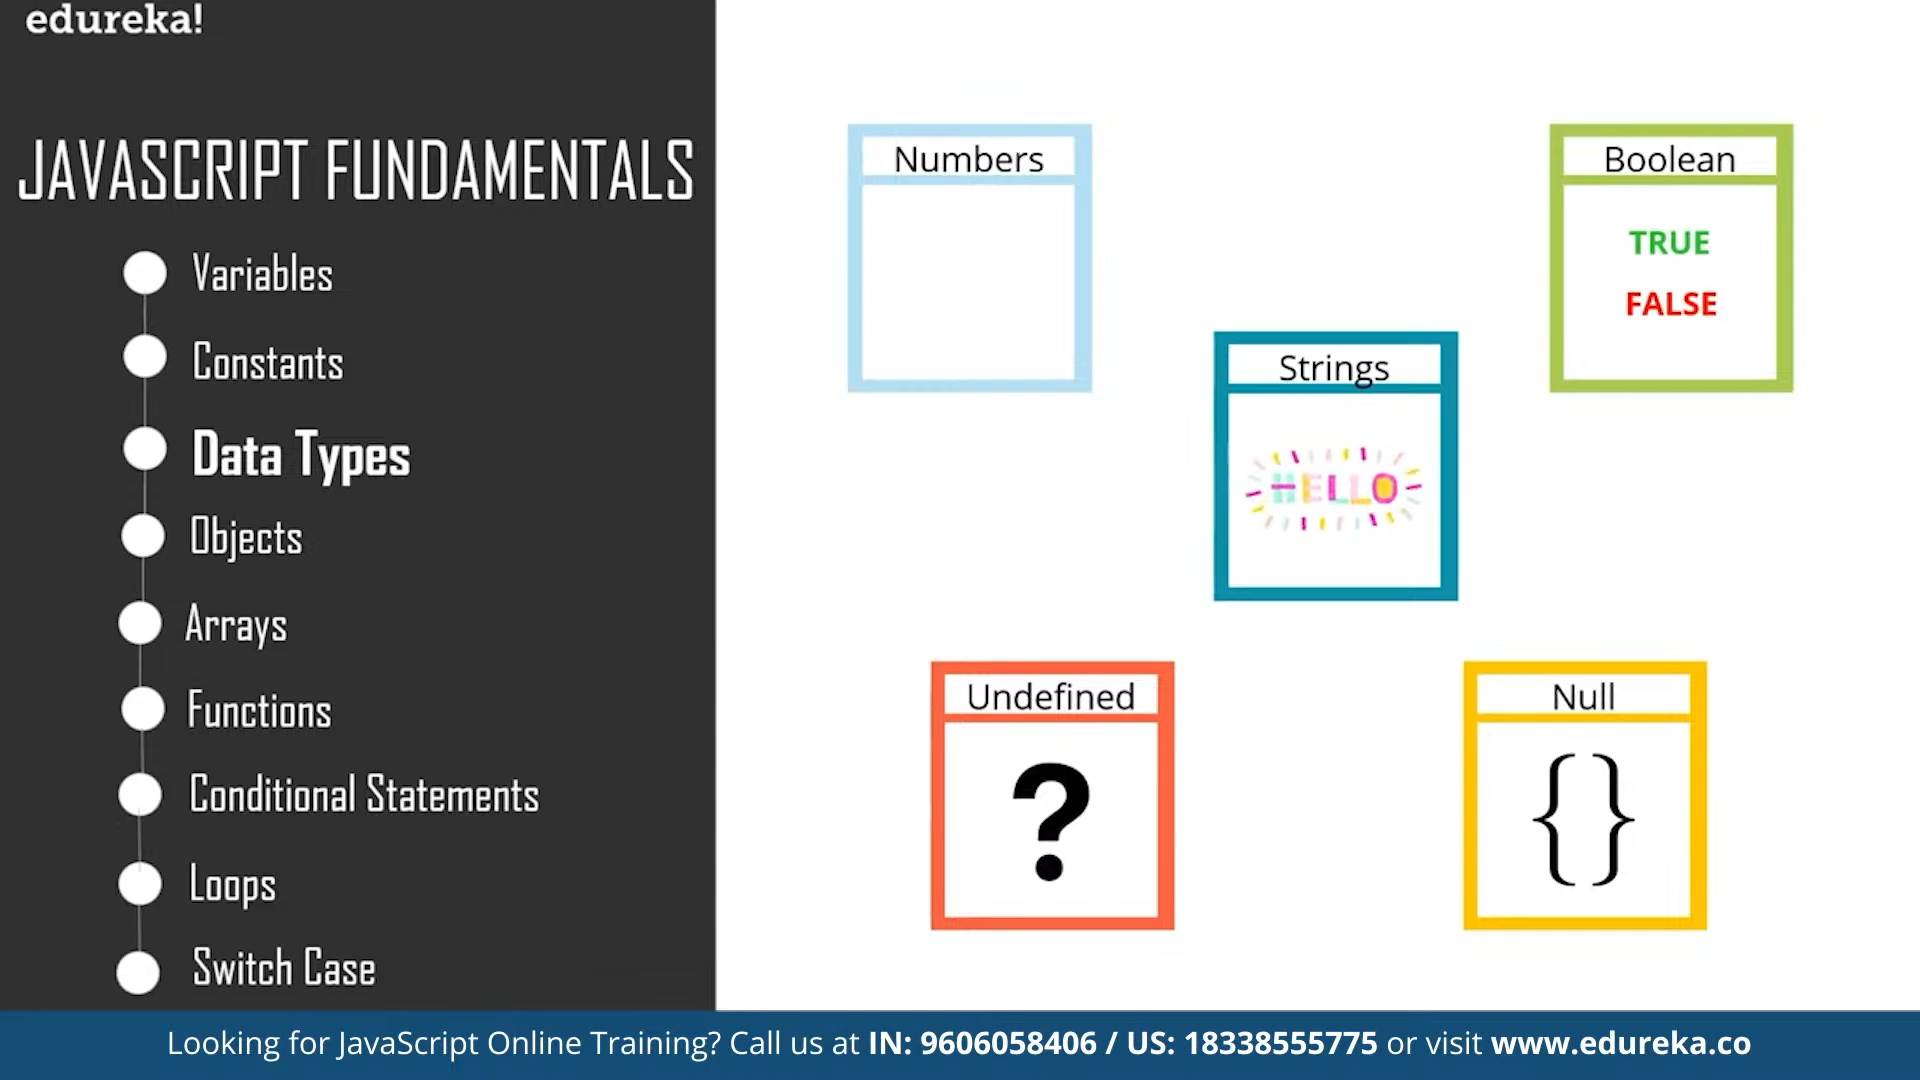 edureka!
JAVASCRIPT FUNDAMENTALS
Variables
Constants
Data Types
Objects
Arrays
Functions
Conditional Statements
Loops
Switch Case
Numbers
Boolean
TRUE
FALSE
Strings
HELLO
Undefined
?
Null
{}
Looking for JavaScript Online Training? Call us at IN: 9606058406 / US: 18338555775 or visit www.edureka.co